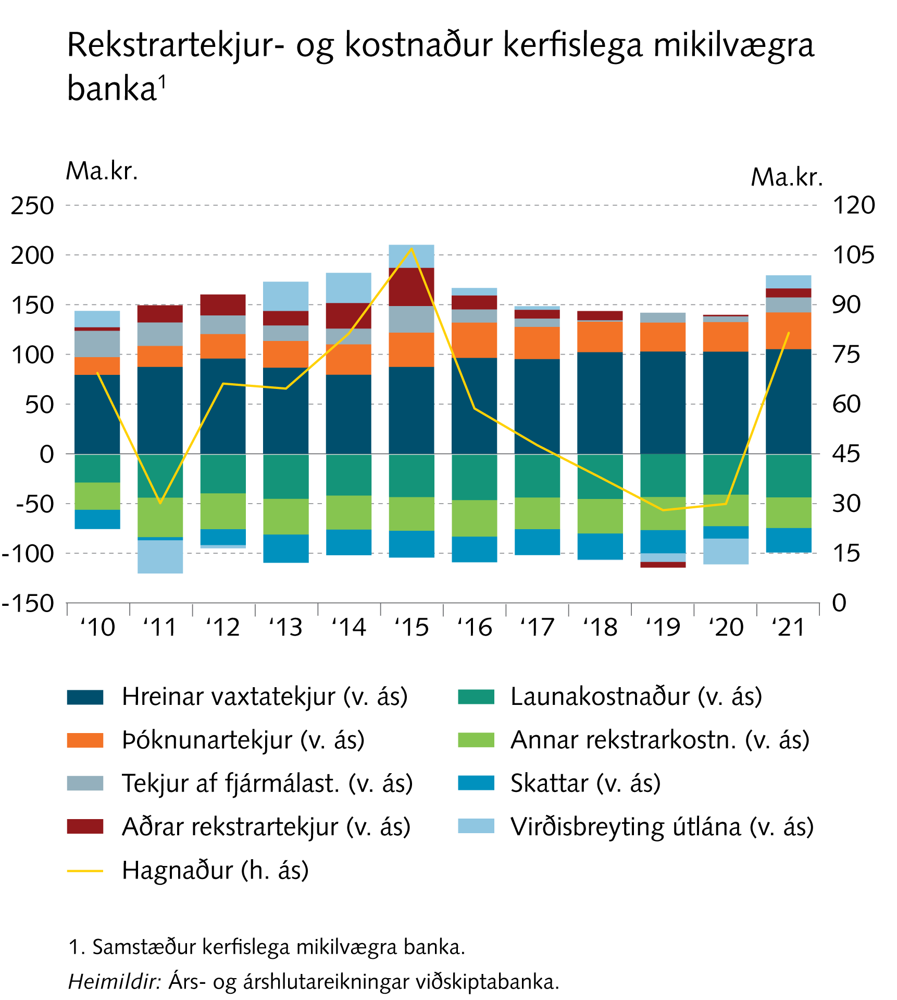 Rekstrartekjur- og kostnaður kerfislega mikilvægra
banka¹
Ma.kr.
Ma.kr.
250
120
200
105
150
90
100
75
50
60
0
45
-50
30
-100
15
-150
0
‘10 ‘11 ‘12 ‘13 ‘14 ‘15 ‘16 ‘17 ‘18 ‘19 ‘20 ‘21
Hreinar vaxtatekjur (v. ás)
Launakostnaður (v. ás)
Þóknunartekjur (v. ás)
Annar rekstrarkostn. (v. ás)
Tekjur af fjármálast. (v. ás)
Skattar (v. ás)
Aðrar rekstrartekjur (v. ás)
Virðisbreyting útlána (v. ás)
Hagnaður (h. ás)
1. Samstæður kerfislega mikilvægra banka.
Heimildir: Árs- og árshlutareikningar viðskiptabanka.